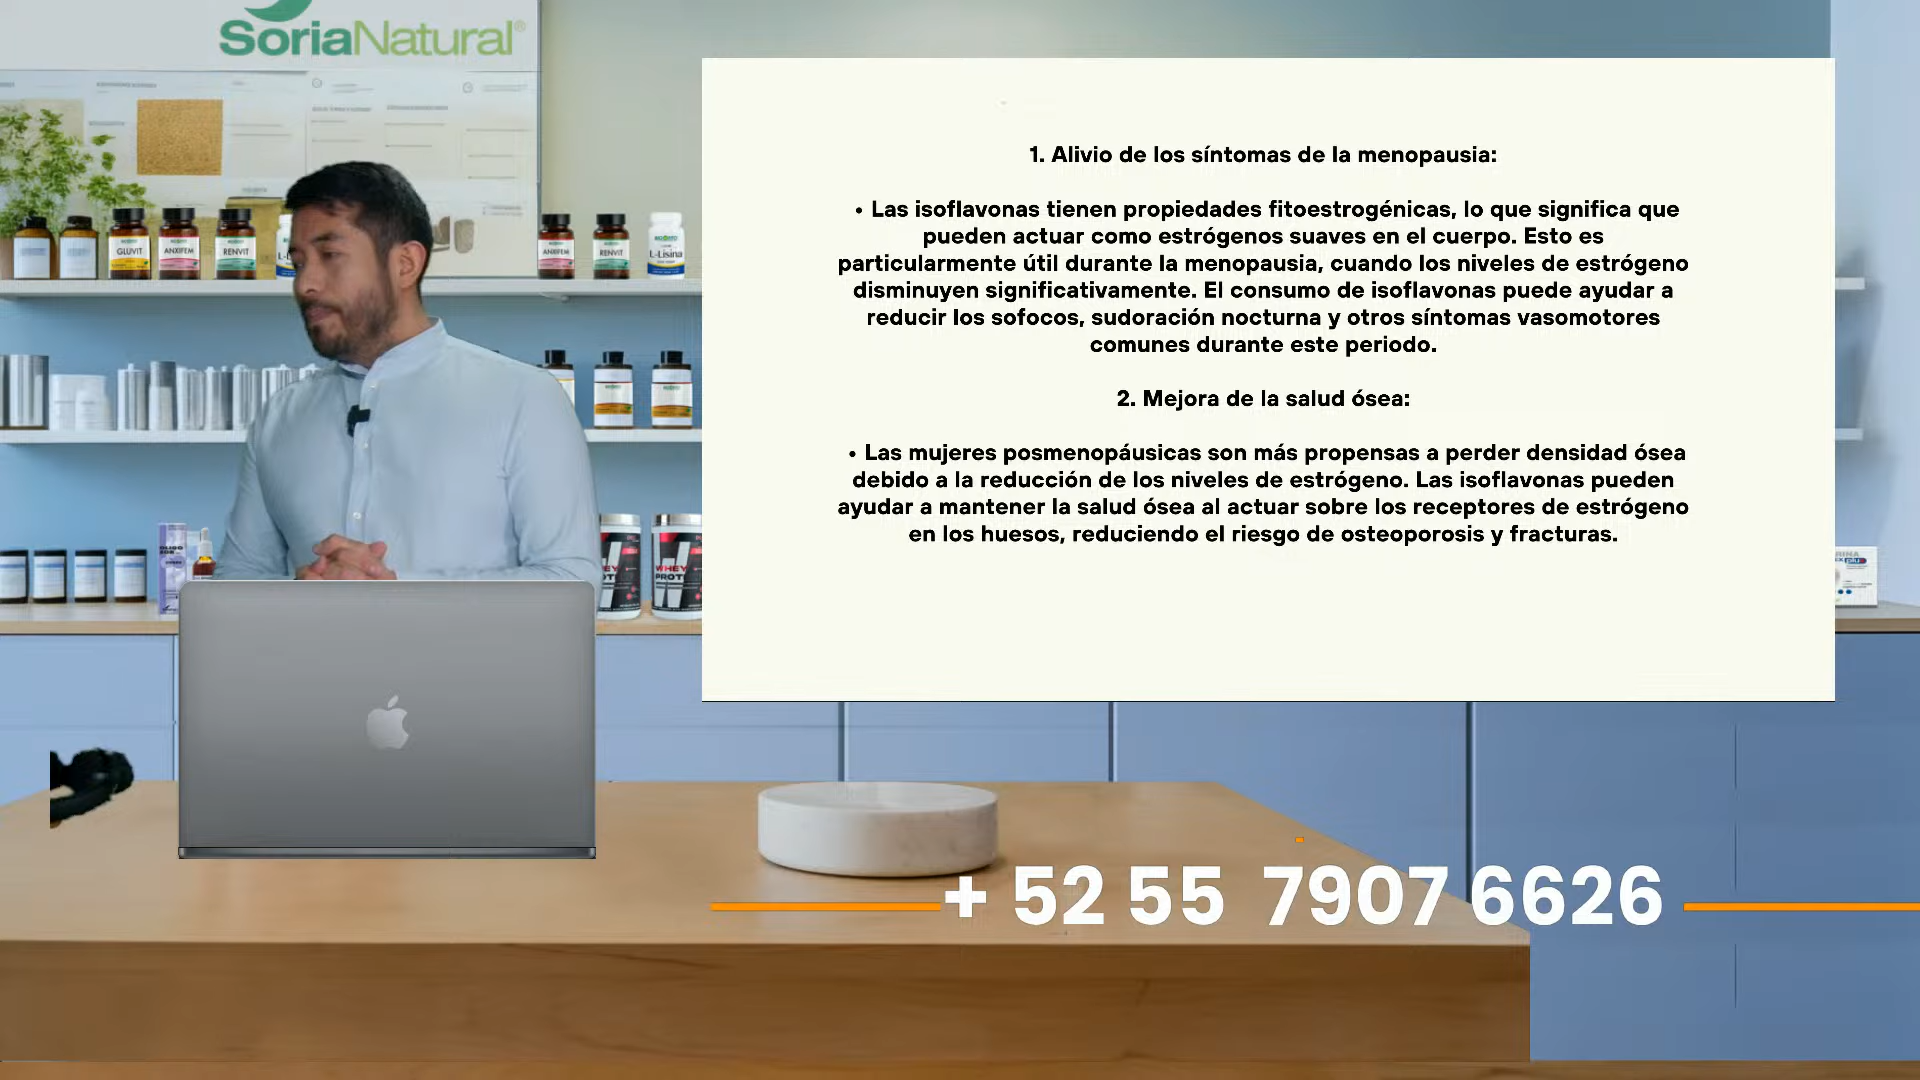 SoriaNatural®
1. Alivio de los síntomas de la menopausia:
• Las isoflavonas tienen propiedades fitoestrogénicas, lo que significa que
pueden actuar como estrógenos suaves en el cuerpo. Esto es
particularmente útil durante la menopausia, cuando los niveles de estrógeno
disminuyen significativamente. El consumo de isoflavonas puede ayudar a
reducir los sofocos, sudoración nocturna y otros síntomas vasomotores
comunes durante este periodo.
2. Mejora de la salud ósea:
• Las mujeres posmenopáusicas son más propensas a perder densidad ósea
debido a la reducción de los niveles de estrógeno. Las isoflavonas pueden
ayudar a mantener la salud ósea al actuar sobre los receptores de estrógeno
en los huesos, reduciendo el riesgo de osteoporosis y fracturas.
GLUVIT
ANXIFEM
RENVIT
ANXIFEM
RENVIT
L-Lisina
WHEY
+ 52 55 7907 6626